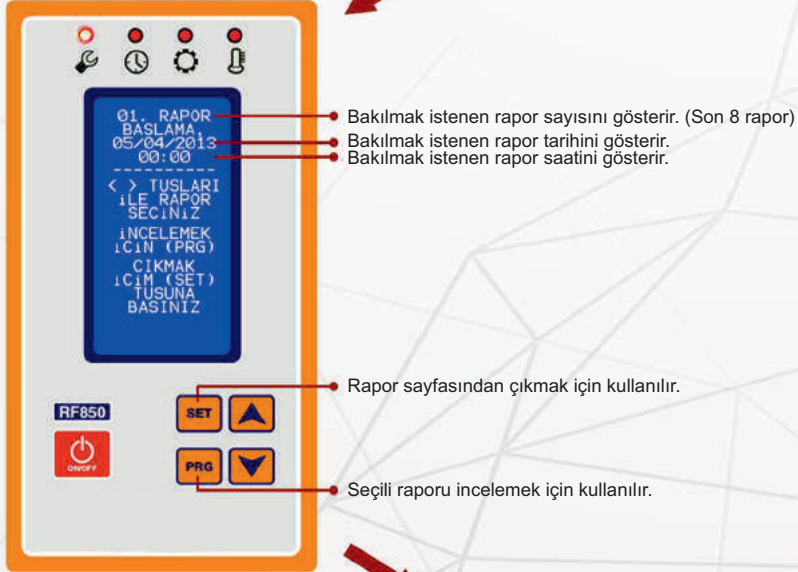 01. RAPOR
BASLAMA.
05/04/2013
00:00
----------
< > TUSLARI
iLE RAPOR
SECiNiZ
iNCELEMEK
iCiN (PRG)
CIKMAK
iCiM (SET)
TUSUNA
BASINIZ
Bakılmak istenen rapor sayısını gösterir. (Son 8 rapor)
Bakılmak istenen rapor tarihini gösterir.
Bakılmak istenen rapor saatini gösterir.
RF850
ON/OFF
SET
PRG
Rapor sayfasından çıkmak için kullanılır.
Seçili raporu incelemek için kullanılır.